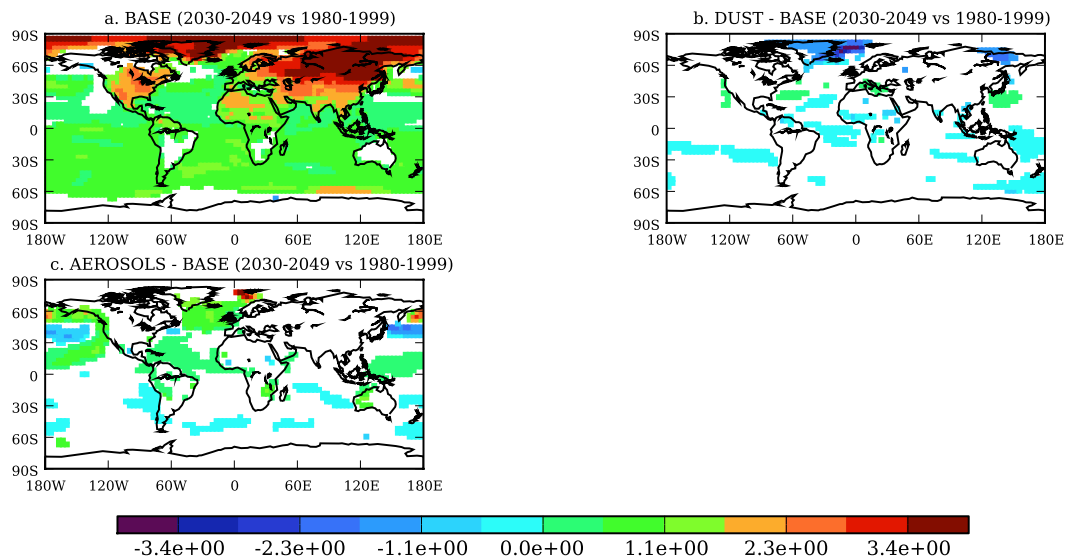 a. BASE (2030-2049 vs 1980-1999)
90S
60S
30S
0
30S
60S
90S
180W 120W 60W 0 60E 120E 180E
b. DUST - BASE (2030-2049 vs 1980-1999)
90S
60S
30S
0
30S
60S
90S
180W 120W 60W 0 60E 120E 180E
c. AEROSOLS - BASE (2030-2049 vs 1980-1999)
90S
60S
30S
0
30S
60S
90S
180W 120W 60W 0 60E 120E 180E
-3.4e+00 -2.3e+00 -1.1e+00 0.0e+00 1.1e+00 2.3e+00 3.4e+00